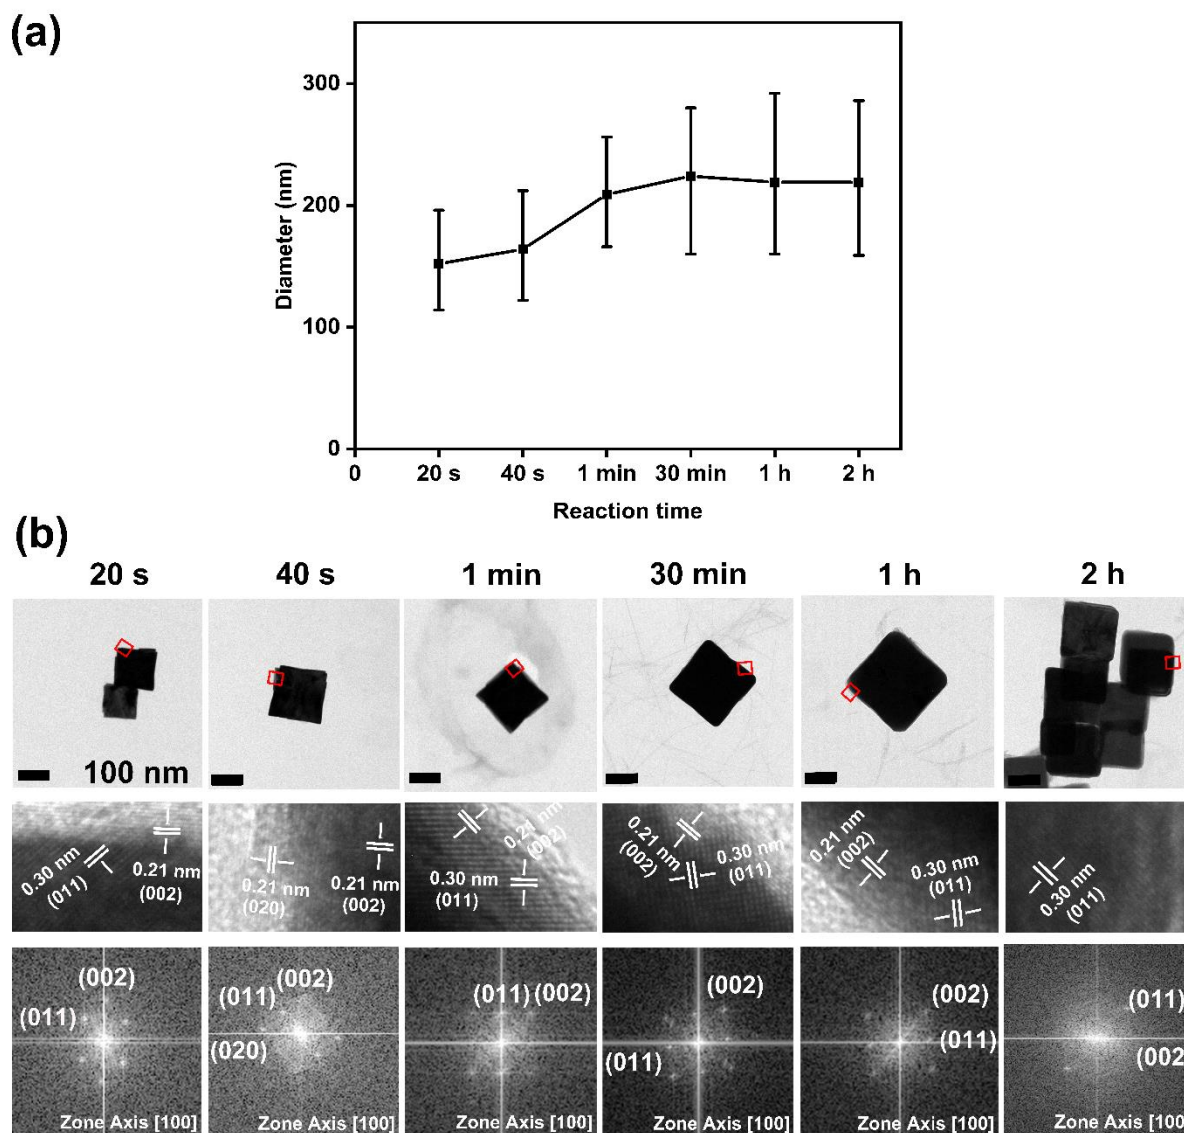 (a)
300
200
100
0
Diameter (nm)
0 20 s 40 s 1 min 30 min 1 h 2 h
Reaction time
(b)
20 s 40 s 1 min 30 min 1 h 2 h
100 nm
0.30 nm
(011)
0.21 nm
(002)
0.21 nm
(020)
0.21 nm
(002)
0.21 nm
(002)
0.30 nm
(011)
0.21 nm
(002)
0.30 nm
(011)
0.21 nm
(002)
0.30 nm
(011)
0.30 nm
(011)
(002)
(011)
Zone Axis [100]
(002)
(011)
(020)
Zone Axis [100]
(011) (002)
Zone Axis [100]
(002)
(011)
Zone Axis [100]
(002)
(011)
Zone Axis [100]
(011)
(002
Zone Axis [100